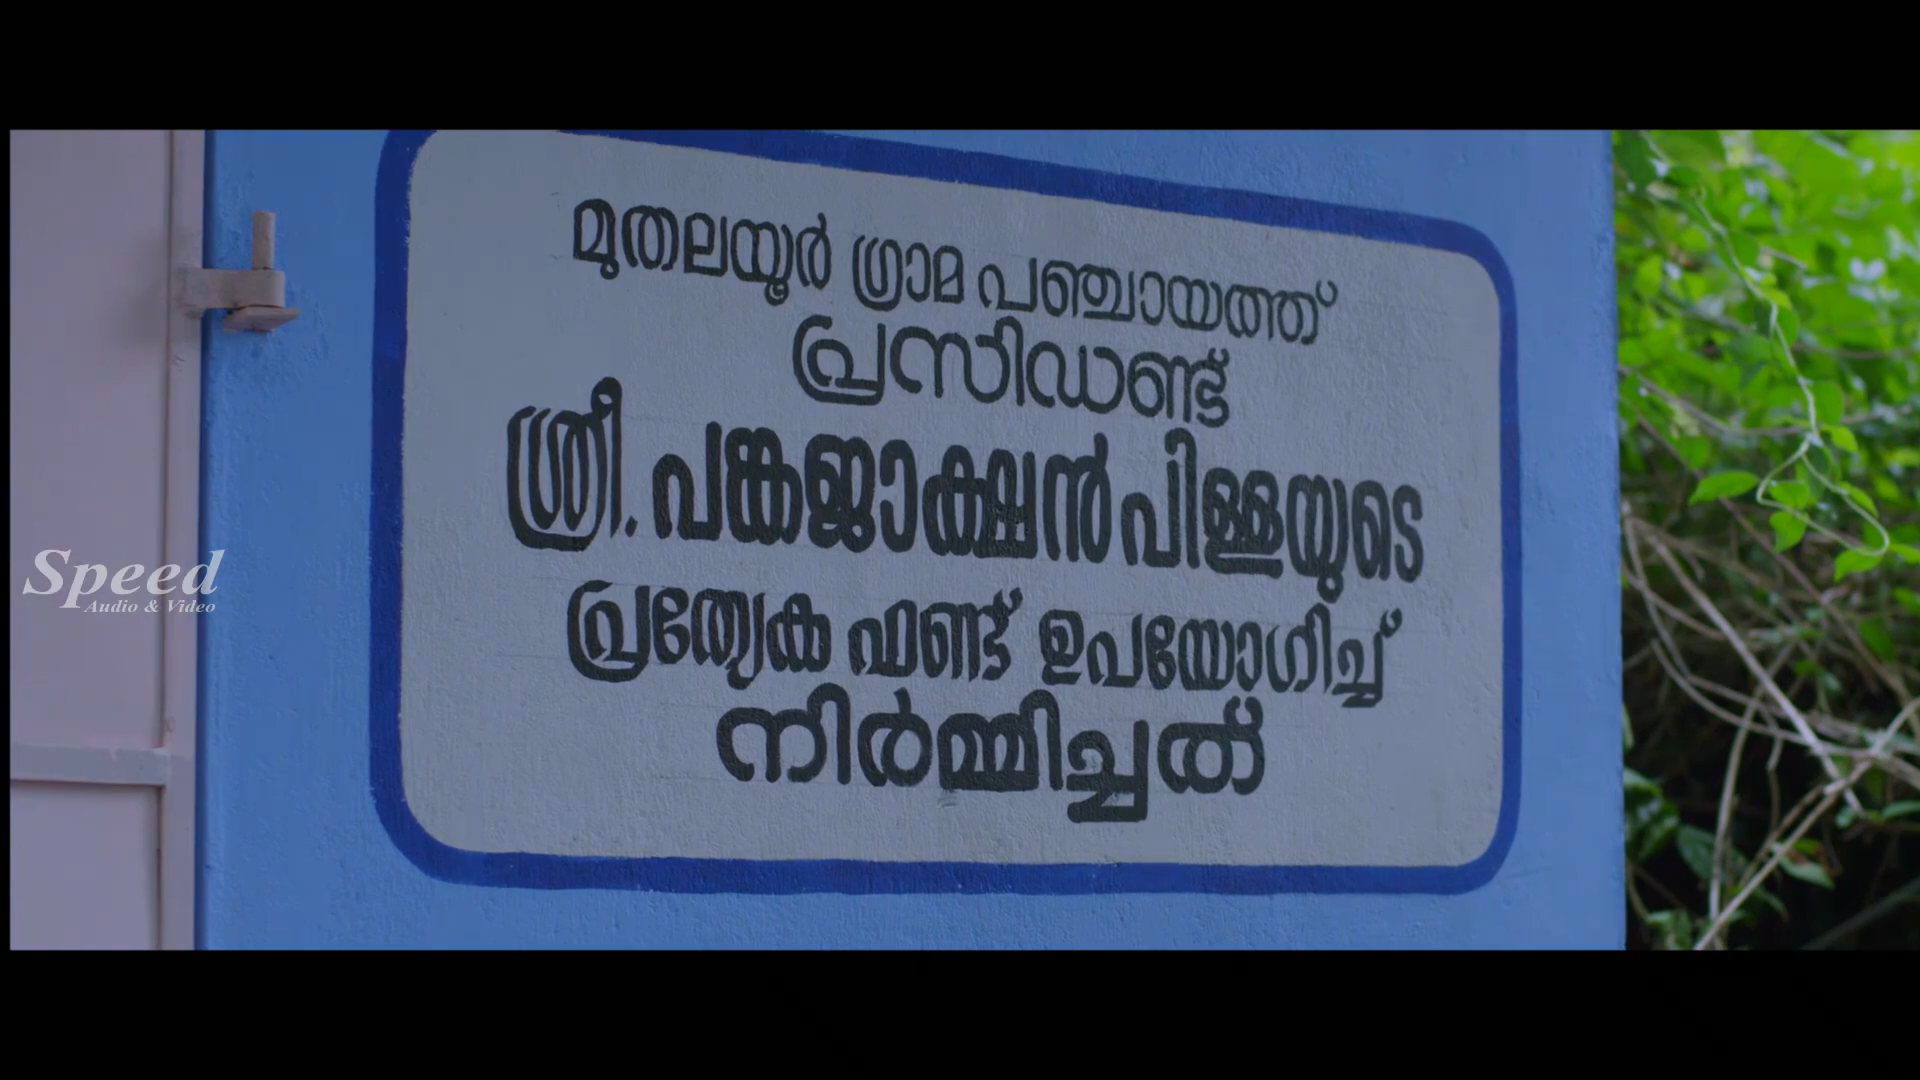 മുതലയൂർ ഗ്രാമ പഞ്ചായത്ത്
പ്രസിഡണ്ട്
ശ്രീ. പങ്കജാക്ഷൻപിള്ളയുടെ
പ്രത്യേക ഫണ്ട് ഉപയോഗിച്ച്
നിർമ്മിച്ചത്
Speed
Audio & Video